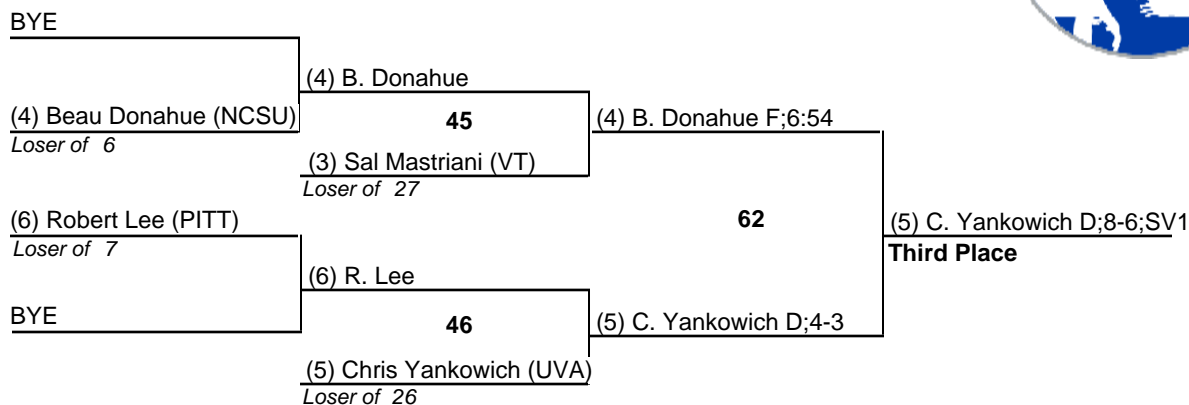 BYE
(4) B. Donahue
(4) Beau Donahue (NCSU)
45
(4) B. Donahue F;6:54
Loser of 6
(3) Sal Mastriani (VT)
Loser of 27
(6) Robert Lee (PITT)
62
(5) C. Yankowich D;8-6;SV1
Loser of 7
Third Place
(6) R. Lee
BYE
46
(5) C. Yankowich D;4-3
(5) Chris Yankowich (UVA)
Loser of 26